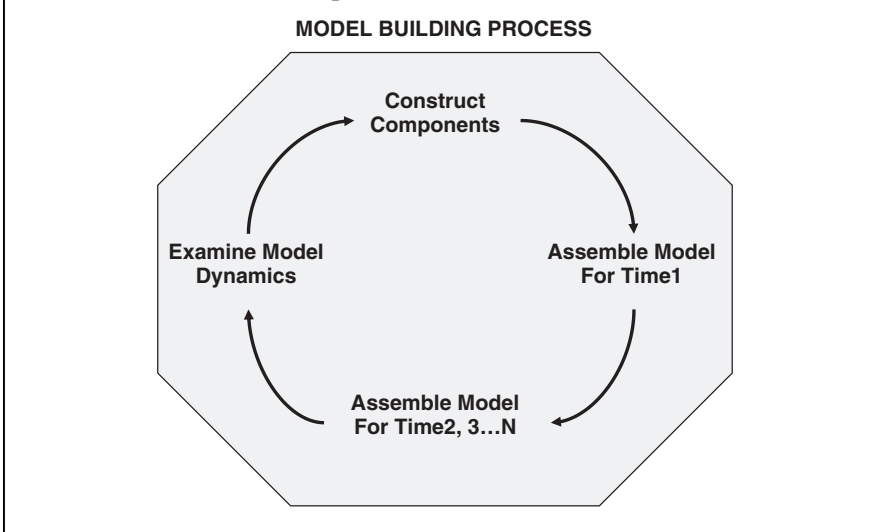 MODEL BUILDING PROCESS
Construct
Components
Assemble Model
For Time1
Assemble Model
For Time2, 3...N
Examine Model
Dynamics